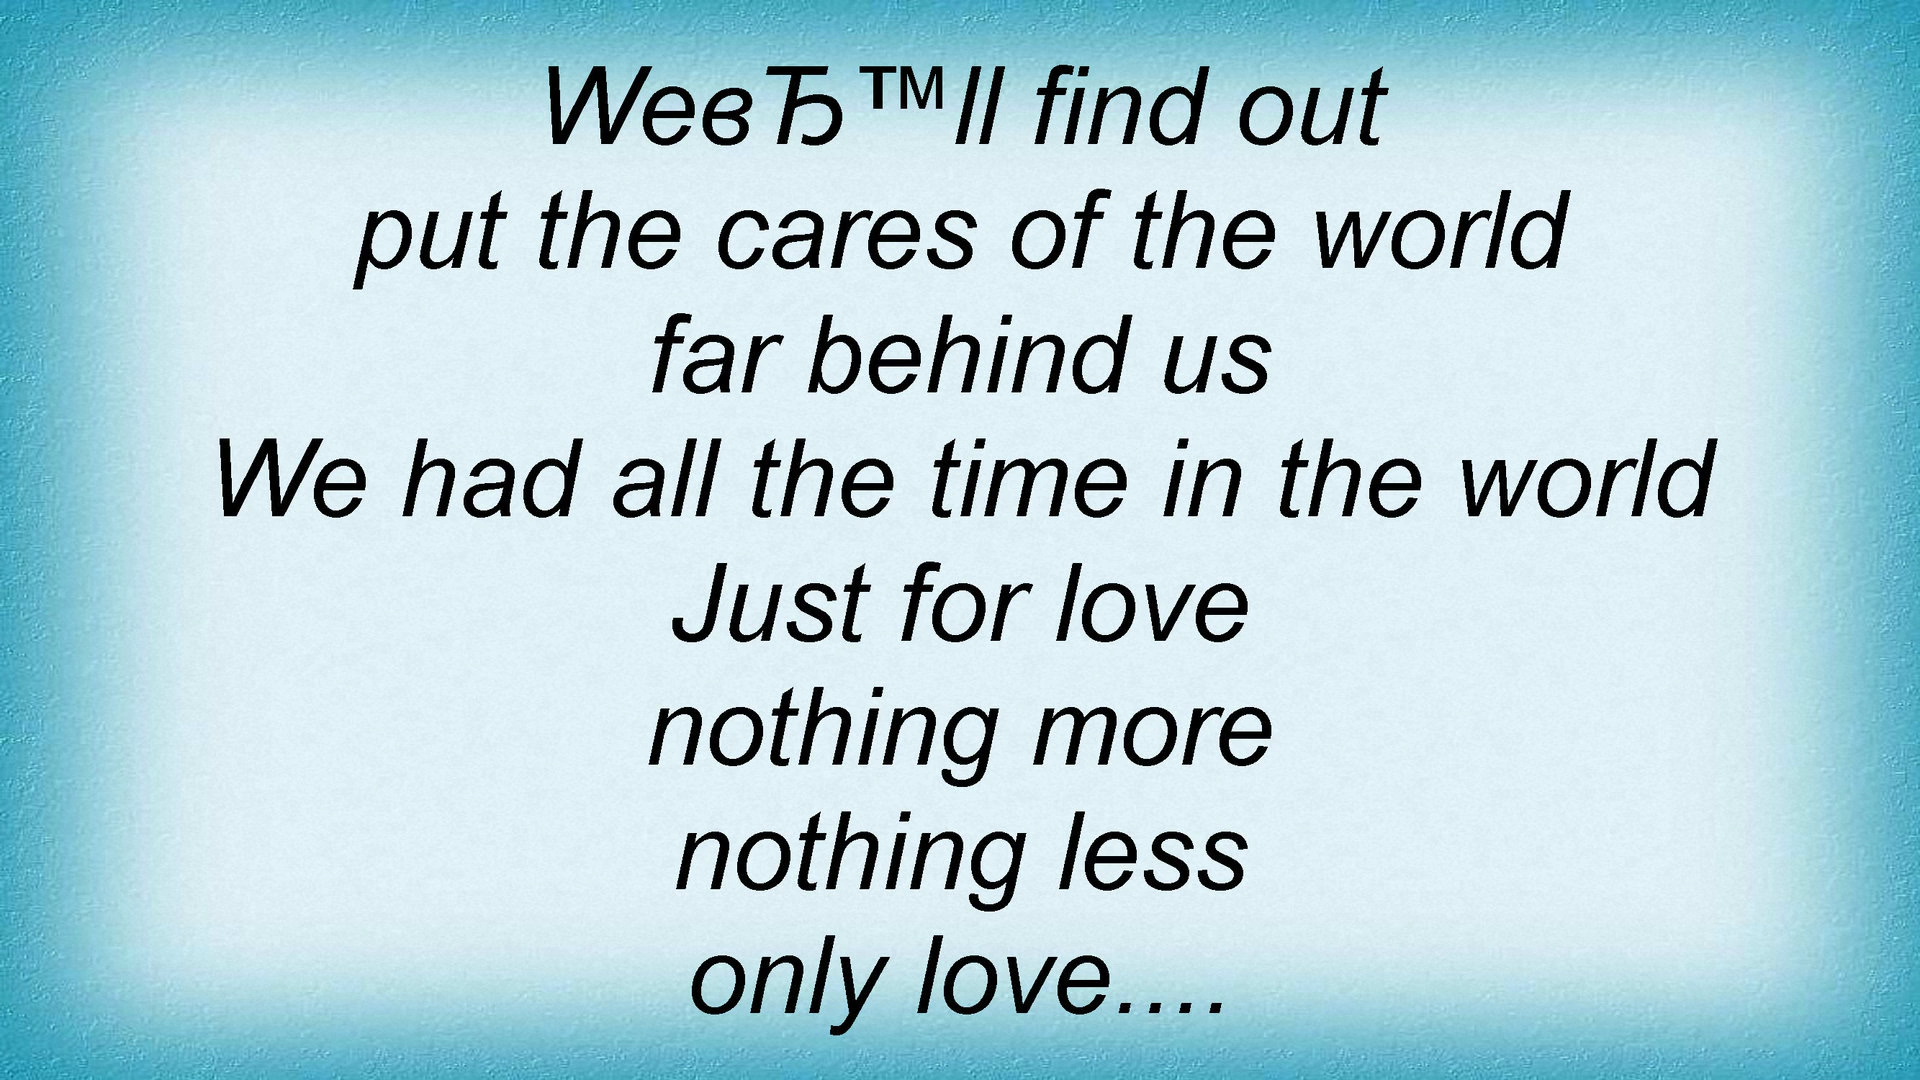 WeвЂ™ll find out
put the cares of the world
far behind us
We had all the time in the world
Just for love
nothing more
nothing less
only love....